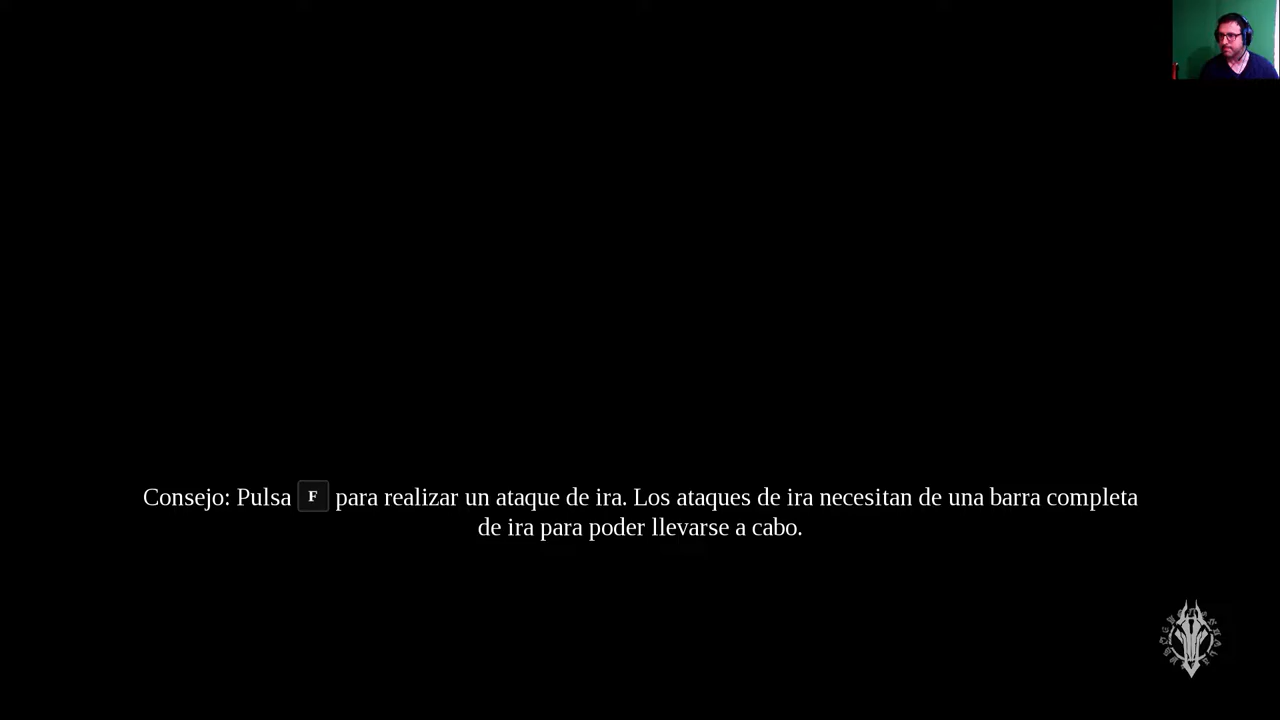 Consejo: Pulsa F para realizar un ataque de ira. Los ataques de ira necesitan de una barra completa
de ira para poder llevarse a cabo.